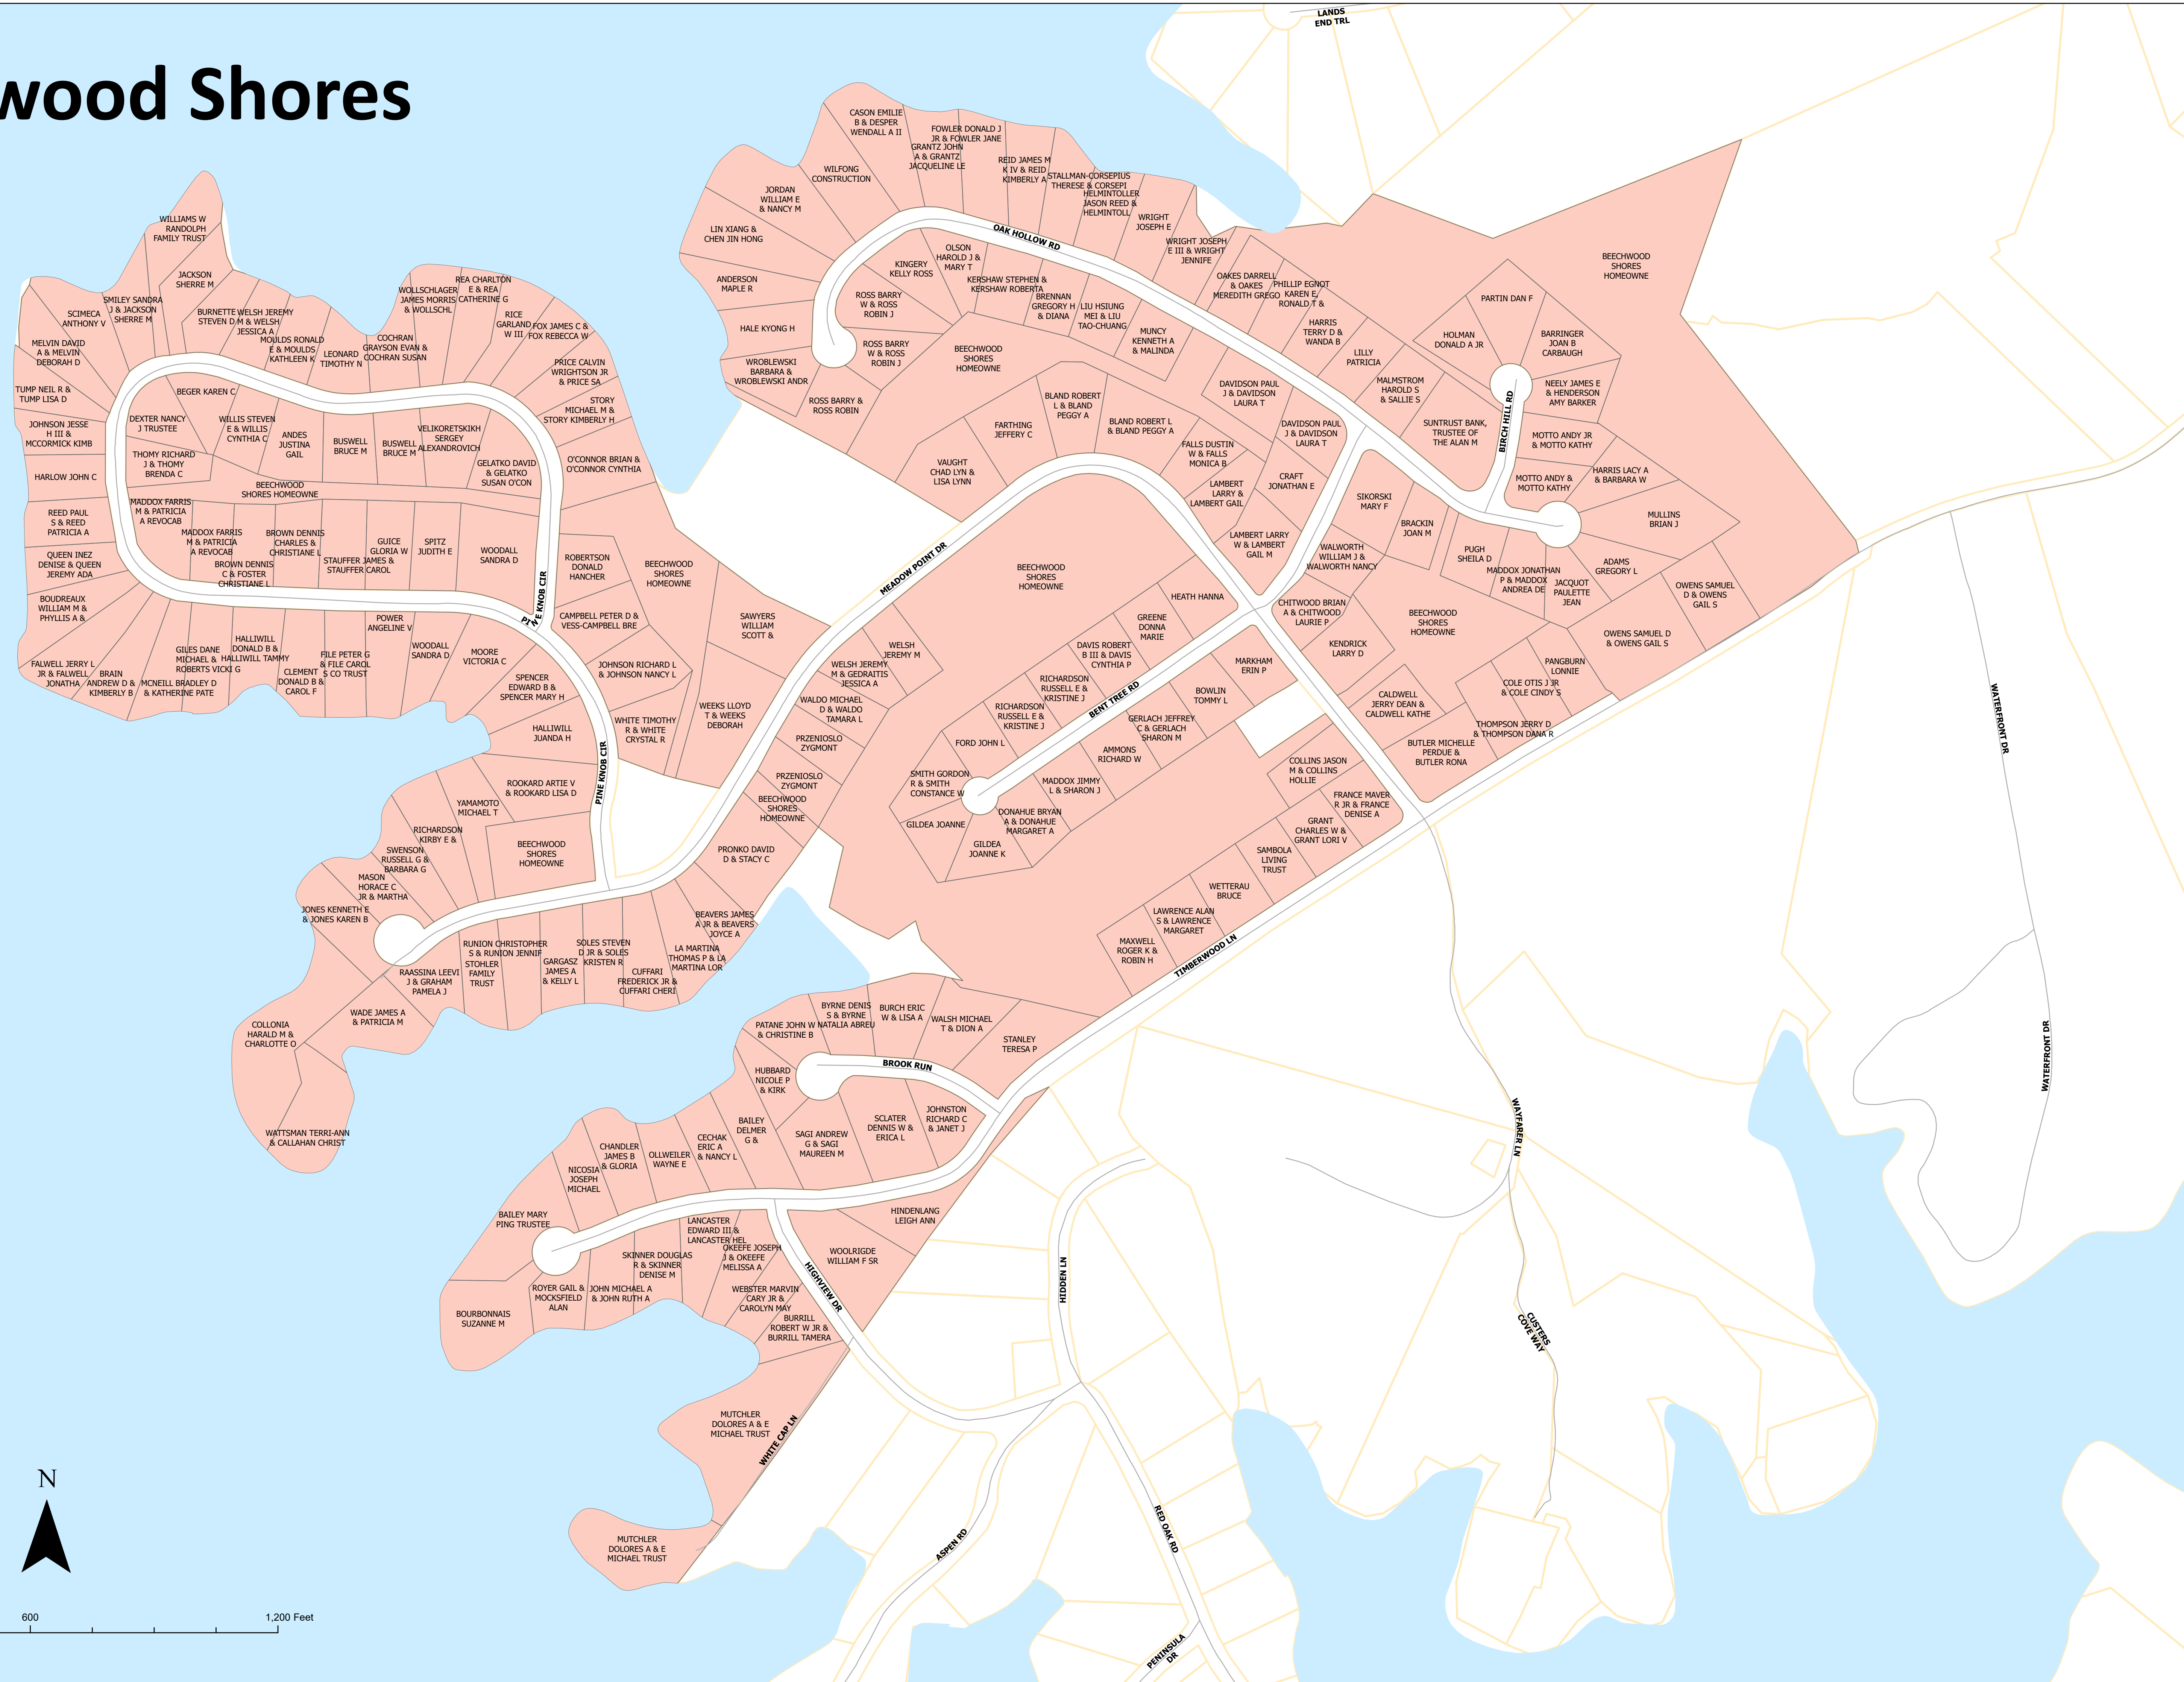 wood Shores
LANDS
END TRL
CASON EMILIE
B & DESPER
WENDALL A II
FOWLER DONALD J
JR & FOWLER JANE
GRANTZ JOHN
A & GRANTZ
JACQUELINE LE
REID JAMES M
K IV & REID
KIMBERLY A
STALLMAN-CORSEPIUS
THERESE & CORSEPI
HELMINTOLLER
JASON REED &
HELMINTOLL
WRIGHT
JOSEPH E
WRIGHT JOSEPH
E III & WRIGHT
JENNIFE
WILFONG
CONSTRUCTION
JORDAN
WILLIAM E
& NANCY M
LIN XIANG &
CHEN JIN HONG
ANDERSON
MAPLE R
HALE KYONG H
WROBLEWSKI
BARBARA &
WROBLEWSKI ANDR
ROSS BARRY &
ROSS ROBIN
ROSS BARRY
W & ROSS
ROBIN J
ROSS BARRY
W & ROSS
ROBIN J
KINGERY
KELLY ROSS
OLSON
HAROLD J &
MARY T
KERSHAW STEPHEN &
KERSHAW ROBERTA
BRENNAN
GREGORY H
& DIANA
LIU HSIUNG
MEI & LIU
TAO-CHUANG
MUNCY
KENNETH A
& MALINDA
OAK HOLLOW RD
OAKES DARRELL
& OAKES
MEREDITH GREGO
PHILLIP EGNOT
KAREN E,
RONALD T &
HARRIS
TERRY D &
WANDA B
LILLY
PATRICIA
MALMSTROM
HAROLD S
& SALLIE S
SUNTRUST BANK,
TRUSTEE OF
THE ALAN M
HOLMAN
DONALD A JR
PARTIN DAN F
BARRINGER
JOAN B
CARBAUGH
NEELY JAMES E
& HENDERSON
AMY BARKER
BIRCH HILL RD
MOTTO ANDY JR
& MOTTO KATHY
MOTTO ANDY &
MOTTO KATHY
HARRIS LACY A
& BARBARA W
MULLINS
BRIAN J
ADAMS
GREGORY L
JACQUOT
PAULETTE
JEAN
MADDOX JONATHAN
P & MADDOX
ANDREA DE
PUGH
SHEILA D
OWENS SAMUEL
D & OWENS
GAIL S
OWENS SAMUEL D
& OWENS GAIL S
BEECHWOOD
SHORES
HOMEOWNE
BEECHWOOD
SHORES
HOMEOWNE
PANGBURN
LONNIE
COLE OTIS J JR
& COLE CINDY S
THOMPSON JERRY D
& THOMPSON DANA R
BUTLER MICHELLE
PERDUE &
BUTLER RONA
CALDWELL
JERRY DEAN &
CALDWELL KATHE
KENDRICK
LARRY D
CHITWOOD BRIAN
A & CHITWOOD
LAURIE P
WALWORTH
WILLIAM J &
WALWORTH NANCY
SIKORSKI
MARY F
BRACKIN
JOAN M
DAVIDSON PAUL
J & DAVIDSON
LAURA T
DAVIDSON PAUL
J & DAVIDSON
LAURA T
CRAFT
JONATHAN E
FALLS DUSTIN
W & FALLS
MONICA B
LAMBERT
LARRY &
LAMBERT GAIL
LAMBERT LARRY
W & LAMBERT
GAIL M
BLAND ROBERT L
& BLAND PEGGY A
BLAND ROBERT
L & BLAND
PEGGY A
FARTHING
JEFFERY C
VAUGHT
CHAD LYN &
LISA LYNN
BEECHWOOD
SHORES
HOMEOWNE
BEECHWOOD
SHORES
HOMEOWNE
MEADOW POINT DR
HEATH HANNA
GREENE
DONNA
MARIE
DAVIS ROBERT
B III & DAVIS
CYNTHIA P
RICHARDSON
RUSSELL E &
KRISTINE J
RICHARDSON
RUSSELL E &
KRISTINE J
FORD JOHN L
SMITH GORDON
R & SMITH
CONSTANCE W
GILDEA JOANNE
GILDEA
JOANNE K
DONAHUE BRYAN
A & DONAHUE
MARGARET A
MADDOX JIMMY
L & SHARON J
AMMONS
RICHARD W
GERLACH JEFFREY
C & GERLACH
SHARON M
BOWLIN
TOMMY L
MARKHAM
ERIN P
BENT TREE RD
COLLINS JASON
M & COLLINS
HOLLIE
FRANCE MAVER
R JR & FRANCE
DENISE A
GRANT
CHARLES W &
GRANT LORI V
SAMBOLA
LIVING
TRUST
WETTERAU
BRUCE
LAWRENCE ALAN
S & LAWRENCE
MARGARET
MAXWELL
ROGER K &
ROBIN H
TIMBERWOOD LN
WILLIAMS W
RANDOLPH
FAMILY TRUST
JACKSON
SHERRE M
SMILEY SANDRA
J & JACKSON
SHERRE M
SCIMECA
ANTHONY V
MELVIN DAVID
A & MELVIN
DEBORAH D
TUMP NEIL R &
TUMP LISA D
JOHNSON JESSE
H III &
MCCORMICK KIMB
HARLOW JOHN C
REED PAUL
S & REED
PATRICIA A
QUEEN INEZ
DENISE & QUEEN
JEREMY ADA
BOUDREAUX
WILLIAM M &
PHYLLIS A &
FALWELL JERRY L
JR & FALWELL
JONATHA
BRAIN
ANDREW D &
KIMBERLY B
MCNEILL BRADLEY D
& KATHERINE PATE
GILES DANE
MICHAEL &
ROBERTS VICKI G
HALLIWILL
DONALD B &
HALLIWILL TAMMY
CLEMENT
DONALD B &
CAROL F
FILE PETER G
& FILE CAROL
S CO TRUST
POWER
ANGELINE V
WOODALL
SANDRA D
MOORE
VICTORIA C
SPENCER
EDWARD B &
SPENCER MARY H
HALLIWILL
JUANDA H
ROOKARD ARTIE V
& ROOKARD LISA D
YAMAMOTO
MICHAEL T
RICHARDSON
KIRBY E &
SWENSON
RUSSELL G &
BARBARA G
MASON
HORACE C
JR & MARTHA
JONES KENNETH E
& JONES KAREN B
BEECHWOOD
SHORES
HOMEOWNE
BURNETTE
STEVEN D
WELSH JEREMY
M & WELSH
JESSICA A
MOULDS RONALD
E & MOULDS
KATHLEEN K
LEONARD
TIMOTHY N
COCHRAN
GRAYSON EVAN &
COCHRAN SUSAN
WOLLSCHLAGER
JAMES MORRIS
& WOLLSCHL
REA CHARLTON
E & REA
CATHERINE G
RICE
GARLAND
W III
FOX JAMES C &
FOX REBECCA W
PRICE CALVIN
WRIGHTSON JR
& PRICE SA
STORY
MICHAEL M &
STORY KIMBERLY H
O'CONNOR BRIAN &
O'CONNOR CYNTHIA
BEGER KAREN C
DEXTER NANCY
J TRUSTEE
THOMY RICHARD
J & THOMY
BRENDA C
WILLIS STEVEN
E & WILLIS
CYNTHIA C
ANDES
JUSTINA
GAIL
BUSWELL
BRUCE M
BUSWELL
BRUCE M
VELIKORETSKIKH
SERGEY
ALEXANDROVICH
GELATKO DAVID
& GELATKO
SUSAN O'CON
BEECHWOOD
SHORES HOMEOWNE
MADDOX FARRIS
M & PATRICIA
A REVOCAB
MADDOX FARRIS
M & PATRICIA
A REVOCAB
BROWN DENNIS
C & FOSTER
CHRISTIANE L
BROWN DENNIS
CHARLES &
CHRISTIANE L
STAUFFER JAMES &
STAUFFER CAROL
GUICE
GLORIA W
SPITZ
JUDITH E
WOODALL
SANDRA D
PINE KNOB CIR
PINE KNOB CIR
ROBERTSON
DONALD
HANCHER
BEECHWOOD
SHORES
HOMEOWNE
CAMPBELL PETER D &
VESS-CAMPBELL BRE
JOHNSON RICHARD L
& JOHNSON NANCY L
WHITE TIMOTHY
R & WHITE
CRYSTAL R
WEEKS LLOYD
T & WEEKS
DEBORAH
SAWYERS
WILLIAM
SCOTT &
WELSH
JEREMY M
WELSH JEREMY
M & GEDRAITIS
JESSICA A
WALDO MICHAEL
D & WALDO
TAMARA L
PRZENIOSLO
ZYGMONT
PRZENIOSLO
ZYGMONT
BEECHWOOD
SHORES
HOMEOWNE
PRONKO DAVID
D & STACY C
BEAVERS JAMES
A JR & BEAVERS
JOYCE A
LA MARTINA
THOMAS P & LA
MARTINA LOR
CUFFARI
FREDERICK JR &
CUFFARI CHERI
SOLES STEVEN
D JR & SOLES
KRISTEN R
GARGASZ
JAMES A
& KELLY L
RUNION CHRISTOPHER
S & RUNION JENNIF
STOHLER
FAMILY
TRUST
RAASSINA LEEVI
J & GRAHAM
PAMELA J
WADE JAMES A
& PATRICIA M
COLLONIA
HARALD M &
CHARLOTTE O
WATTSMAN TERRI-ANN
& CALLAHAN CHRIST
PATANE JOHN W
& CHRISTINE B
BYRNE DENIS
S & BYRNE
NATALIA ABREU
BURCH ERIC
W & LISA A
WALSH MICHAEL
T & DION A
STANLEY
TERESA P
BROOK RUN
HUBBARD
NICOLE P
& KIRK
SAGI ANDREW
G & SAGI
MAUREEN M
SCLATER
DENNIS W &
ERICA L
JOHNSTON
RICHARD C
& JANET J
BAILEY
DELMER
G &
CECHAK
ERIC A
& NANCY L
OLLWEILER
WAYNE E
CHANDLER
JAMES B
& GLORIA
NICOSIA
JOSEPH
MICHAEL
BAILEY MARY
PING TRUSTEE
BOURBONNAIS
SUZANNE M
ROYER GAIL &
MOCKSFIELD
ALAN
JOHN MICHAEL A
& JOHN RUTH A
SKINNER DOUGLAS
R & SKINNER
DENISE M
LANCASTER
EDWARD III &
LANCASTER HEL
OKEEFE JOSEPH
J & OKEEFE
MELISSA A
WEBSTER MARVIN
CARY JR &
CAROLYN MAY
BURRILL
ROBERT W JR &
BURRILL TAMERA
HINDENLANG
LEIGH ANN
WOOLRIGDE
WILLIAM F SR
HIGHVIEW DR
MUTCHLER
DOLORES A & E
MICHAEL TRUST
WHITE CAP LN
MUTCHLER
DOLORES A & E
MICHAEL TRUST
HIDDEN LN
ASPEN RD
RED OAK RD
PENINSULA
DR
WAYFARER LN
CUSTERS
COVE WAY
WATERFRONT DR
WATERFRONT DR
N
600
1,200 Feet